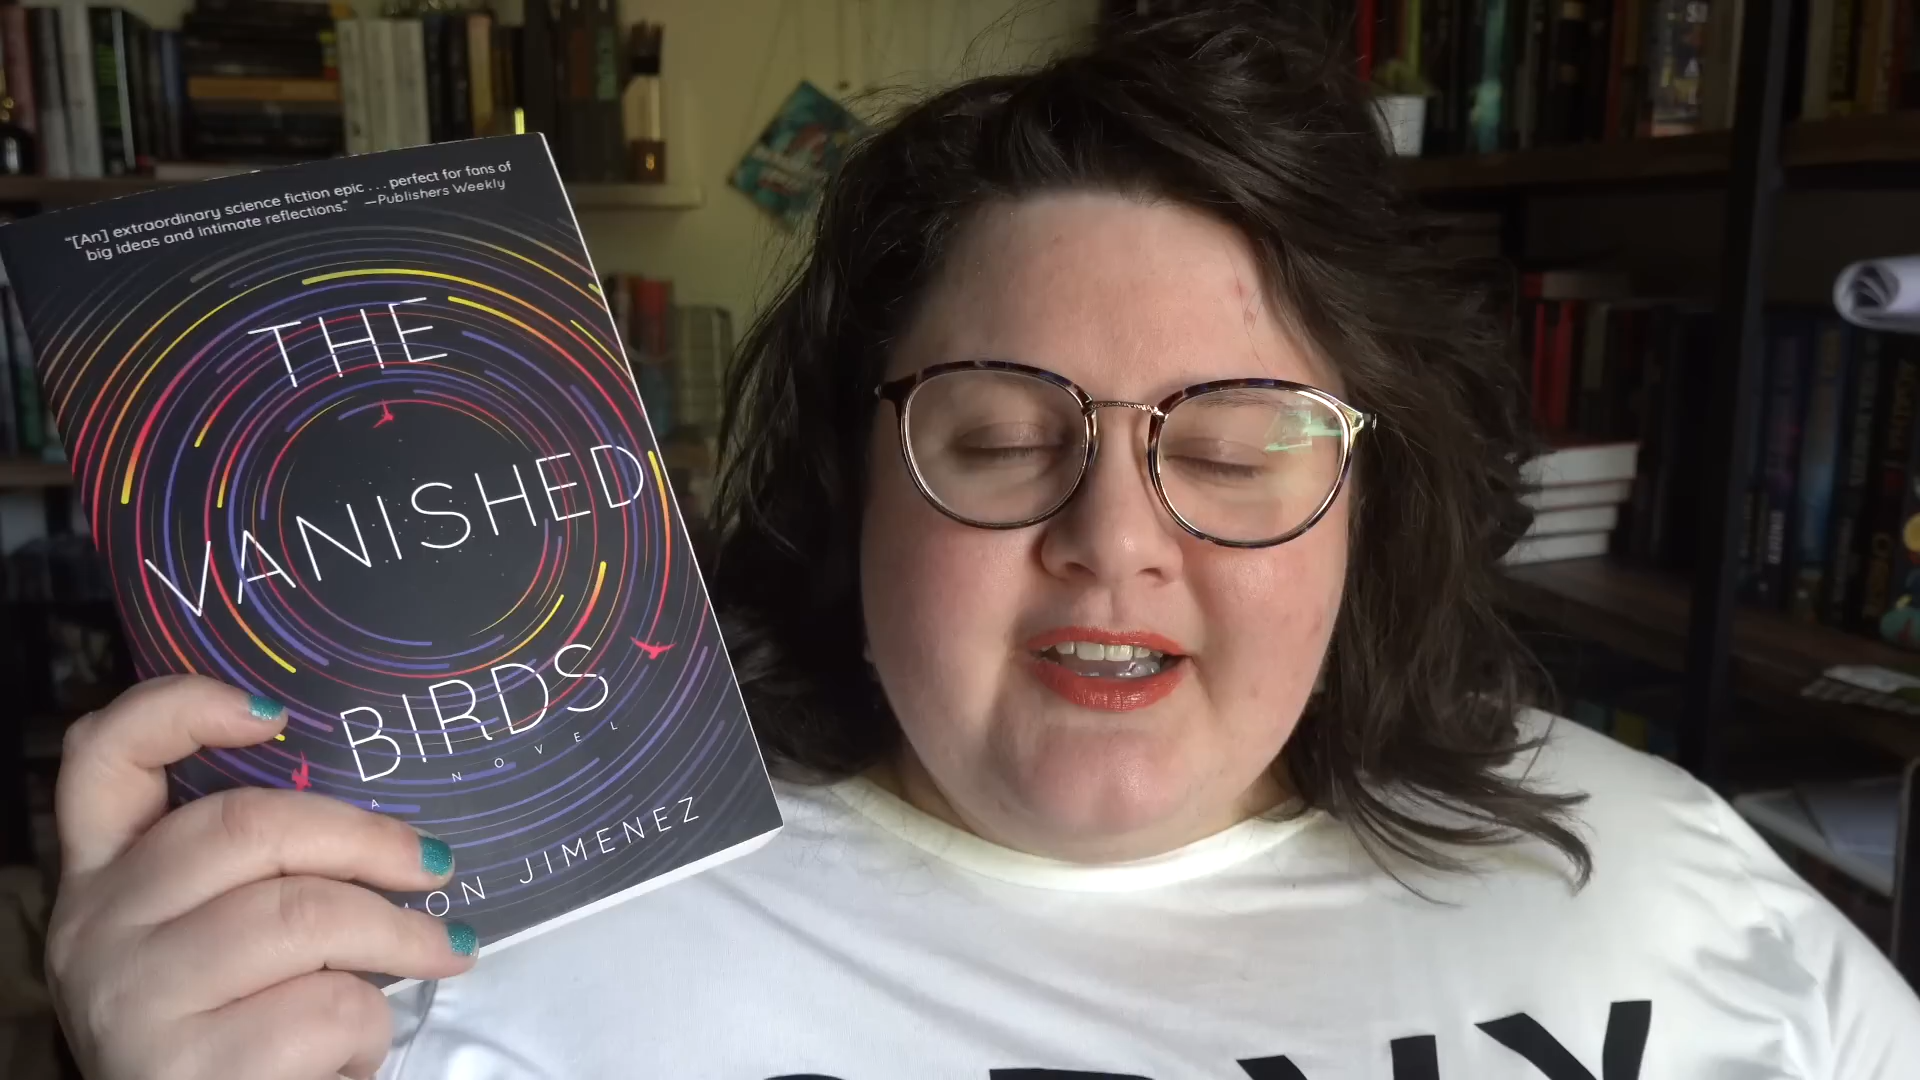 "[An] extraordinary science fiction epic . . . perfect for fans of
big ideas and intimate reflections." —Publishers Weekly
THE
VANISHED
BIRDS
A NOVEL
MON JIMENEZ